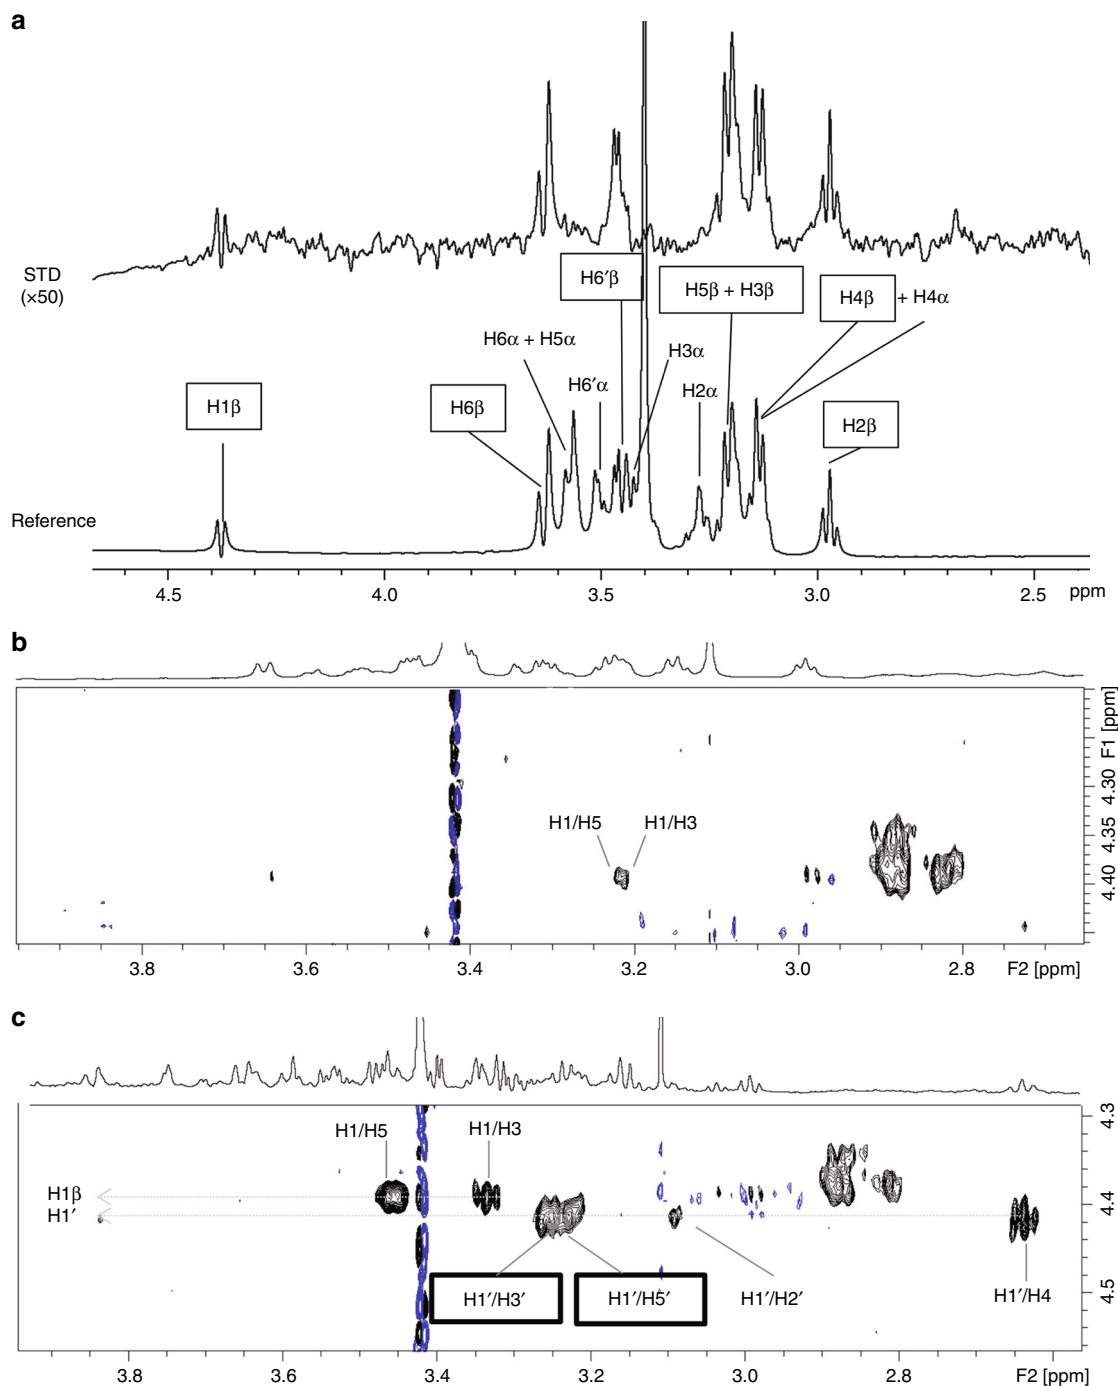 a
STD
(×50)
H6′β
H5β + H3β
H4β + H4α
H6α + H5α
H3α
H6′α
H2α
H1β
H6β
H2β
Reference
4.5 4.0 3.5 3.0 2.5 ppm
b
F1 [ppm]
4.30
4.35
4.40
H1/H5 H1/H3
3.8 3.6 3.4 3.2 3.0 2.8 F2 [ppm]
c
4.3
4.4
4.5
H1/H5 H1/H3
H1β
H1′
H1′/H3′ H1′/H5′ H1′/H2′ H1′/H4
3.8 3.6 3.4 3.2 3.0 2.8 F2 [ppm]